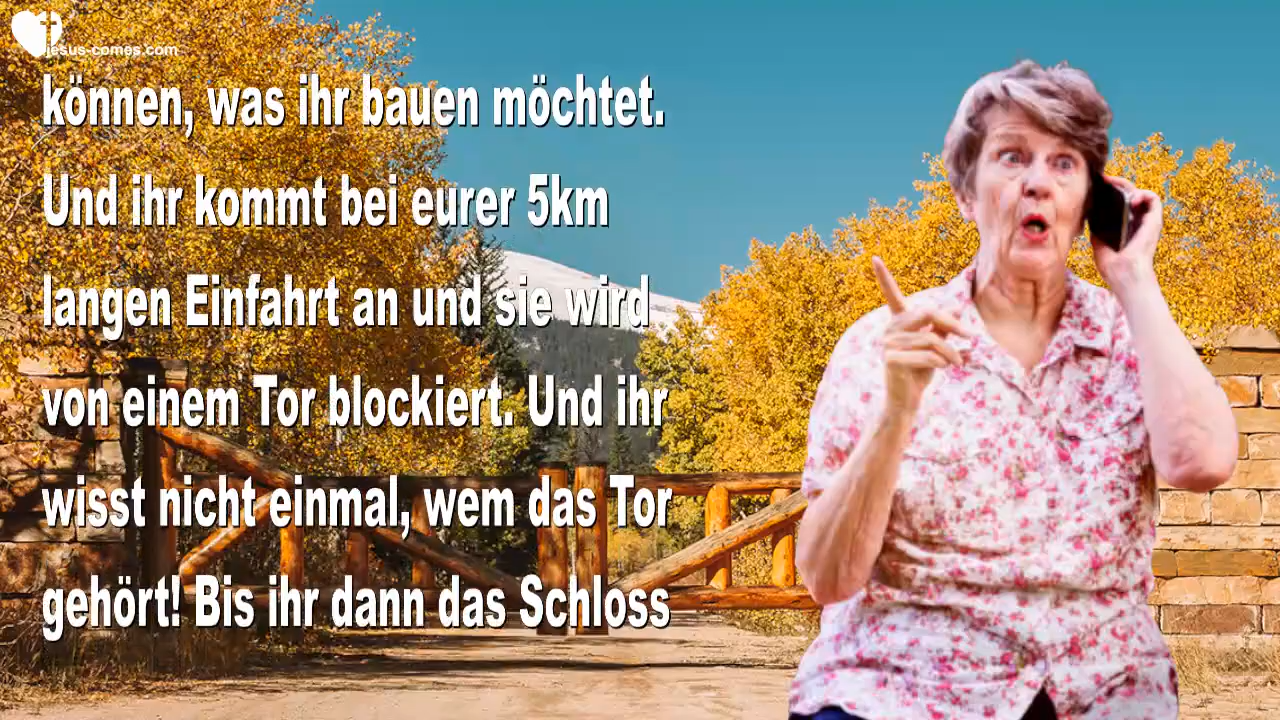 jesus-comes.com
können, was ihr bauen möchtet.
Und ihr kommt bei eurer 5km
langen Einfahrt an und sie wird
von einem Tor blockiert. Und ihr
wisst nicht einmal, wem das Tor
gehört! Bis ihr dann das Schloss